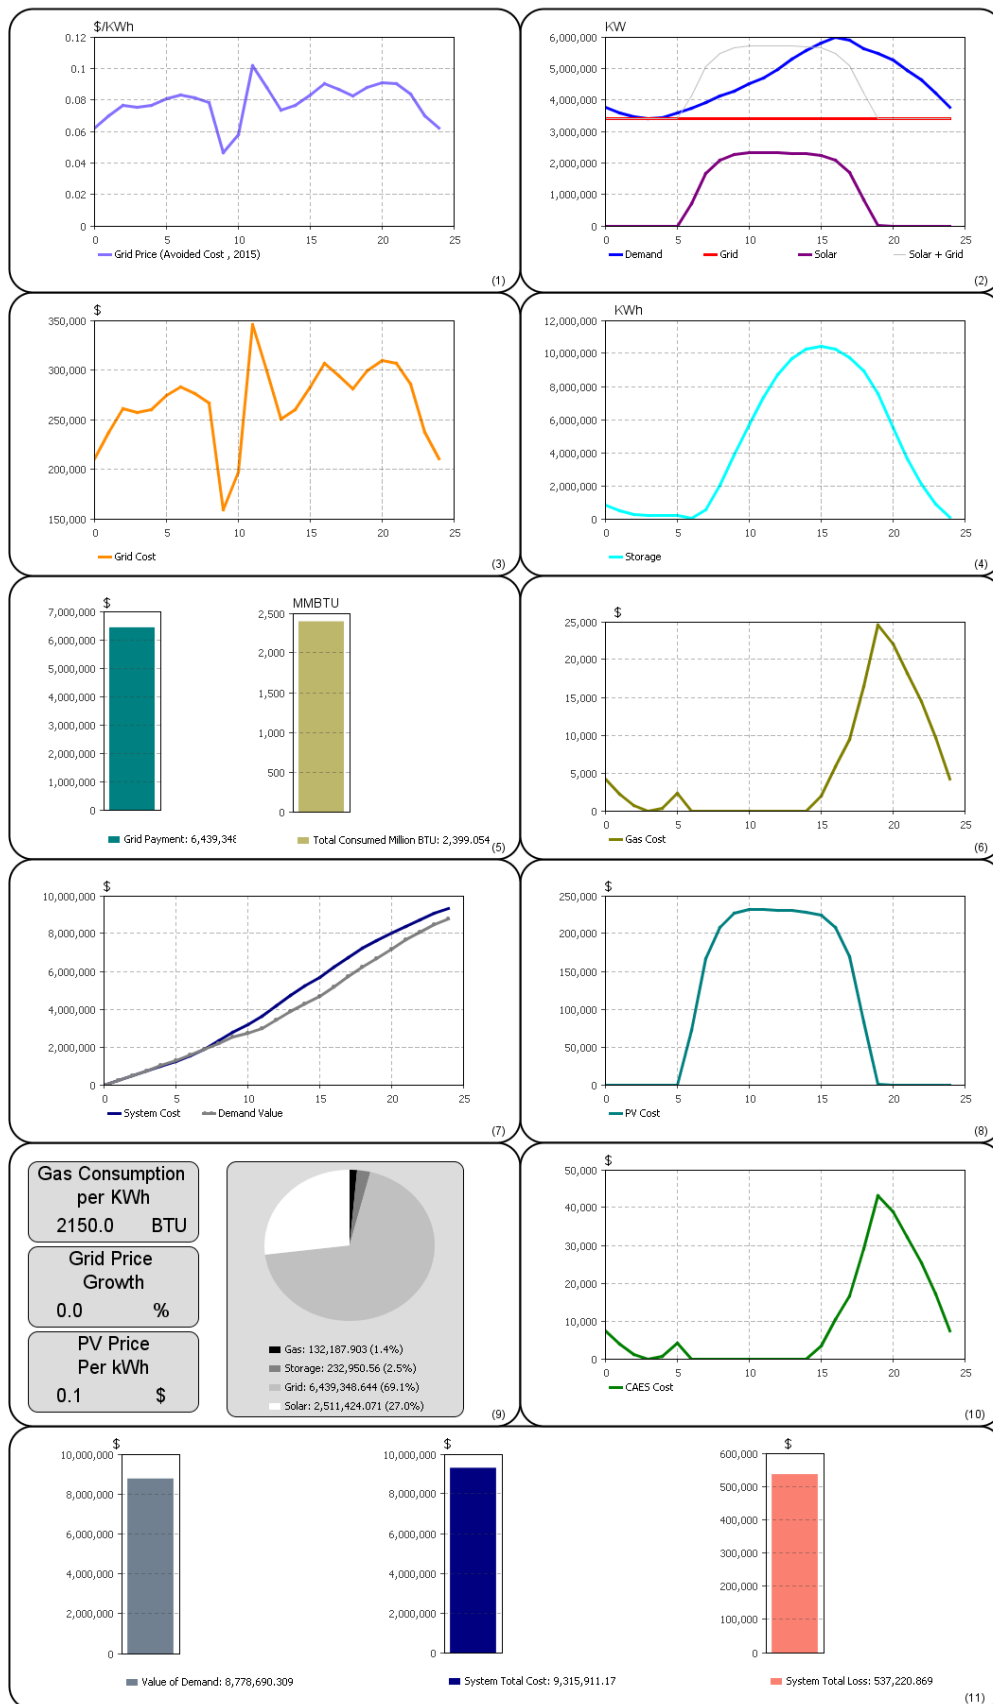 $/KWh
0.12
0.1
0.08
0.06
0.04
0.02
0
0 5 10 15 20 25
Grid Price (Avoided Cost , 2015)
(1)
KW
6,000,000
5,000,000
4,000,000
3,000,000
2,000,000
1,000,000
0
0 5 10 15 20 25
Demand Grid Solar Solar + Grid
(2)
$
350,000
300,000
250,000
200,000
150,000
0 5 10 15 20 25
Grid Cost
(3)
KWh
12,000,000
10,000,000
8,000,000
6,000,000
4,000,000
2,000,000
0
0 5 10 15 20 25
Storage
(4)
$
7,000,000
6,000,000
5,000,000
4,000,000
3,000,000
2,000,000
1,000,000
0
Grid Payment: 6,439,348
MMBTU
2,500
2,000
1,500
1,000
500
0
Total Consumed Million BTU: 2,399.054
(5)
$
25,000
20,000
15,000
10,000
5,000
0
0 5 10 15 20 25
Gas Cost
(6)
$
10,000,000
8,000,000
6,000,000
4,000,000
2,000,000
0
0 5 10 15 20 25
System Cost Demand Value
(7)
$
250,000
200,000
150,000
100,000
50,000
0
0 5 10 15 20 25
PV Cost
(8)
Gas Consumption
per KWh
2150.0 BTU
Grid Price
Growth
0.0 %
PV Price
Per kWh
0.1 $
Gas: 132,187.903 (1.4%)
Storage: 232,950.56 (2.5%)
Grid: 6,439,348.644 (69.1%)
Solar: 2,511,424.071 (27.0%)
(9)
$
50,000
40,000
30,000
20,000
10,000
0
0 5 10 15 20 25
CAES Cost
(10)
$
10,000,000
8,000,000
6,000,000
4,000,000
2,000,000
0
Value of Demand: 8,778,690.309
$
10,000,000
8,000,000
6,000,000
4,000,000
2,000,000
0
System Total Cost: 9,315,911.17
$
600,000
500,000
400,000
300,000
200,000
100,000
0
System Total Loss: 537,220.869
(11)